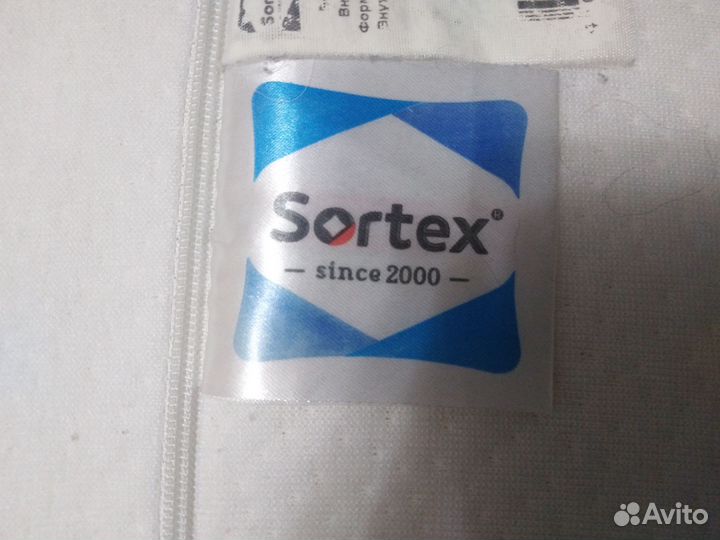 Sortex®
— since 2000 —
Avito